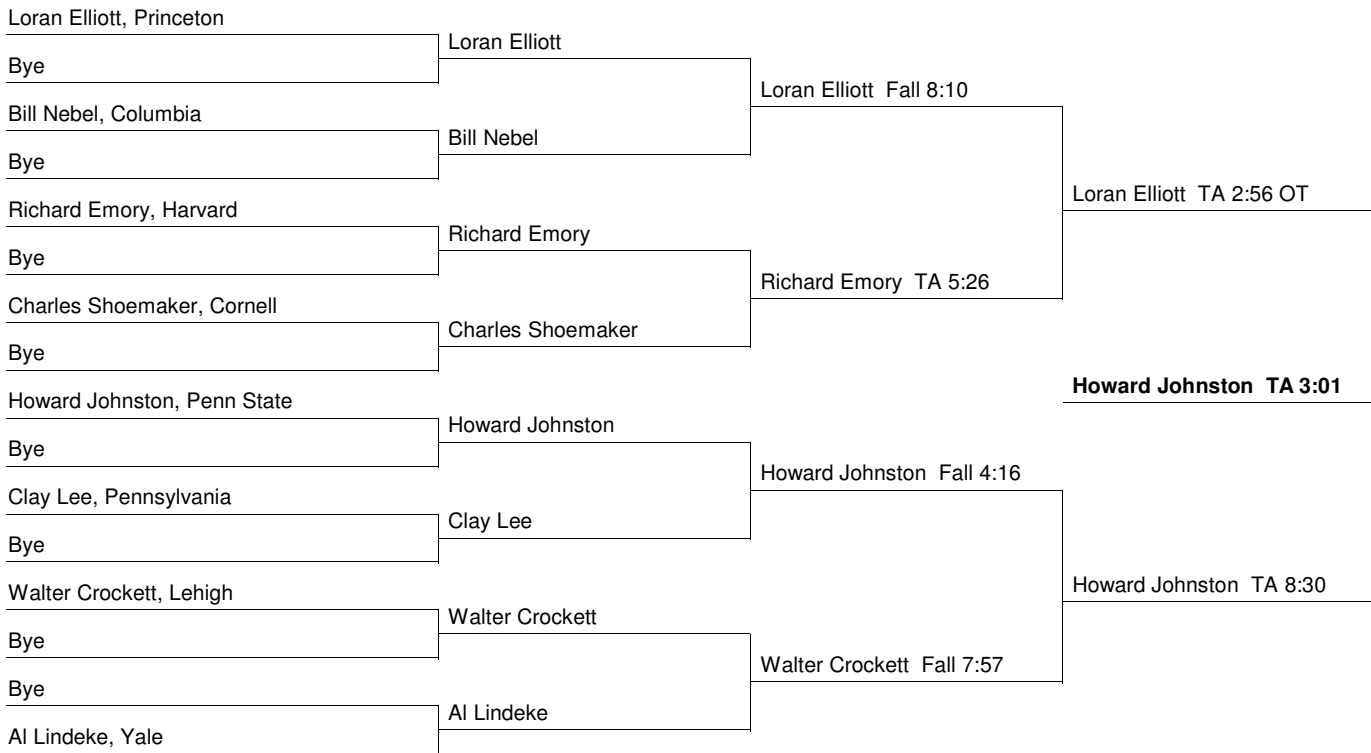 Loran Elliott, Princeton
Bye
Bill Nebel, Columbia
Bye
Richard Emory, Harvard
Bye
Charles Shoemaker, Cornell
Bye
Howard Johnston, Penn State
Bye
Clay Lee, Pennsylvania
Bye
Walter Crockett, Lehigh
Bye
Bye
Al Lindeke, Yale
Loran Elliott
Bill Nebel
Richard Emory
Charles Shoemaker
Howard Johnston
Clay Lee
Walter Crockett
Al Lindeke
Loran Elliott Fall 8:10
Richard Emory TA 5:26
Howard Johnston Fall 4:16
Walter Crockett Fall 7:57
Loran Elliott TA 2:56 OT
Howard Johnston TA 3:01
Howard Johnston TA 8:30